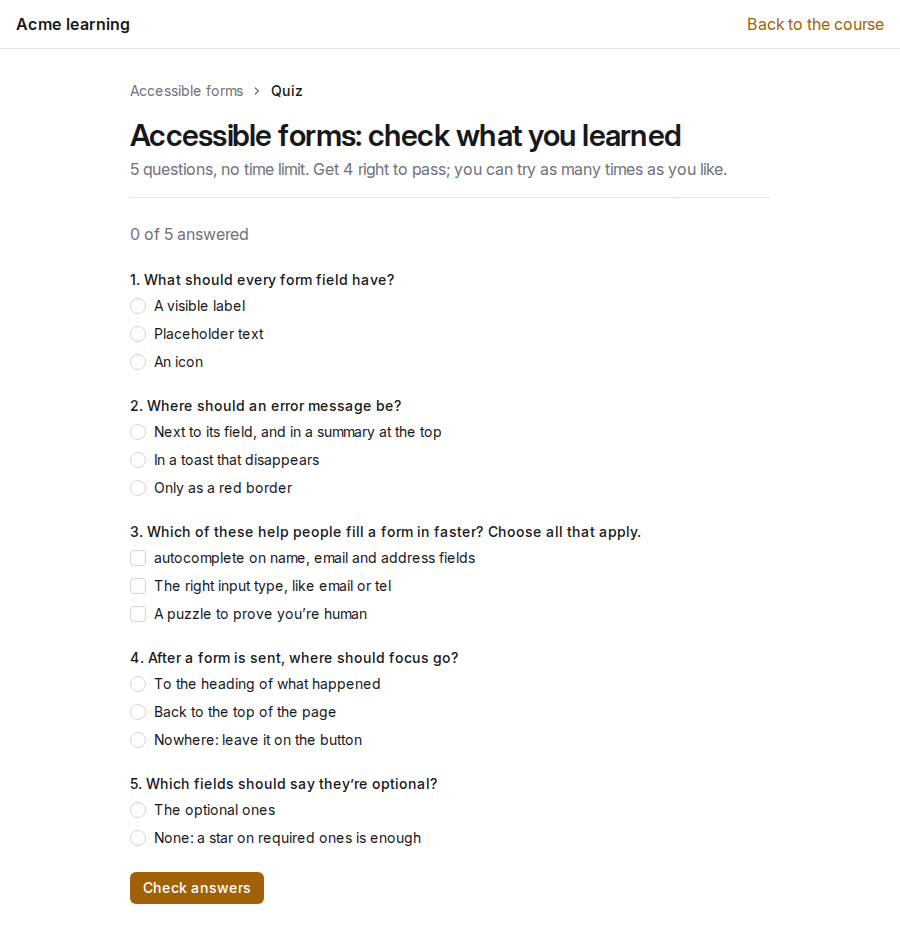 Acme learning
Back to the course
Accessible forms > Quiz
Accessible forms: check what you learned
5 questions, no time limit. Get 4 right to pass; you can try as many times as you like.
0 of 5 answered
1. What should every form field have?
A visible label
Placeholder text
An icon
2. Where should an error message be?
Next to its field, and in a summary at the top
In a toast that disappears
Only as a red border
3. Which of these help people fill a form in faster? Choose all that apply.
autocomplete on name, email and address fields
The right input type, like email or tel
A puzzle to prove you’re human
4. After a form is sent, where should focus go?
To the heading of what happened
Back to the top of the page
Nowhere: leave it on the button
5. Which fields should say they’re optional?
The optional ones
None: a star on required ones is enough
Check answers